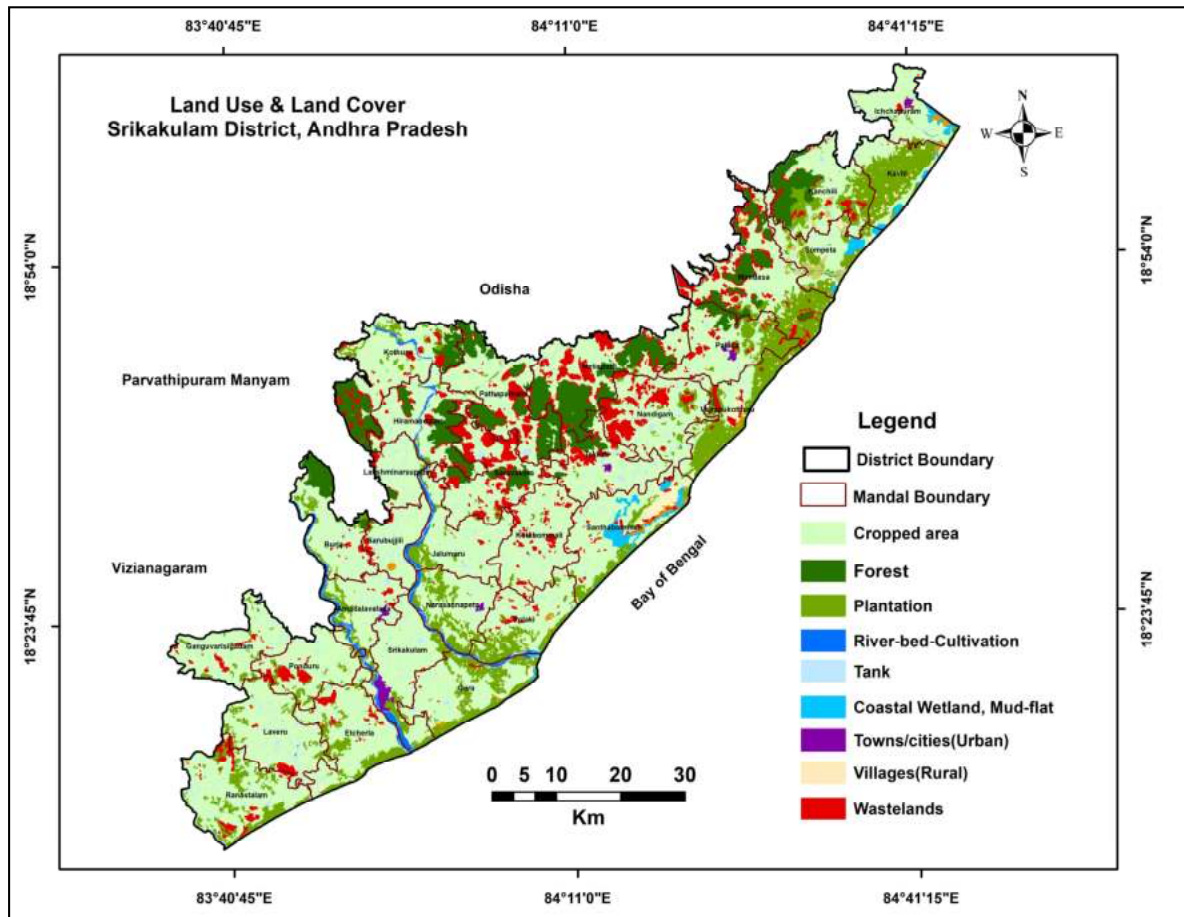 83°40'45"E
84°11'0"E
84°41'15"E
Land Use & Land Cover
Srikakulam District, Andhra Pradesh
N
W
E
S
Ichchapuram
Kaviti
Kanchili
18°54'0"N
18°54'0"N
Sompeta
Mandasa
Odisha
Palasa
Kothuru
Parvathipuram Manyam
Pathapatnam
Nandigam
Hiramandalam
Legend
District Boundary
Mandal Boundary
Cropped area
Forest
Plantation
River-bed-Cultivation
Tank
Coastal Wetland, Mud-flat
Towns/cities(Urban)
Villages(Rural)
Wastelands
Burja
Jalumuru
Bay of Bengal
Vizianagaram
18°23'45"N
18°23'45"N
Narasannapeta
Polaki
Srikakulam
Ponduru
Gara
Laveru
Etcherla
Ranastalam
0 5 10 20 30
Km
83°40'45"E
84°11'0"E
84°41'15"E